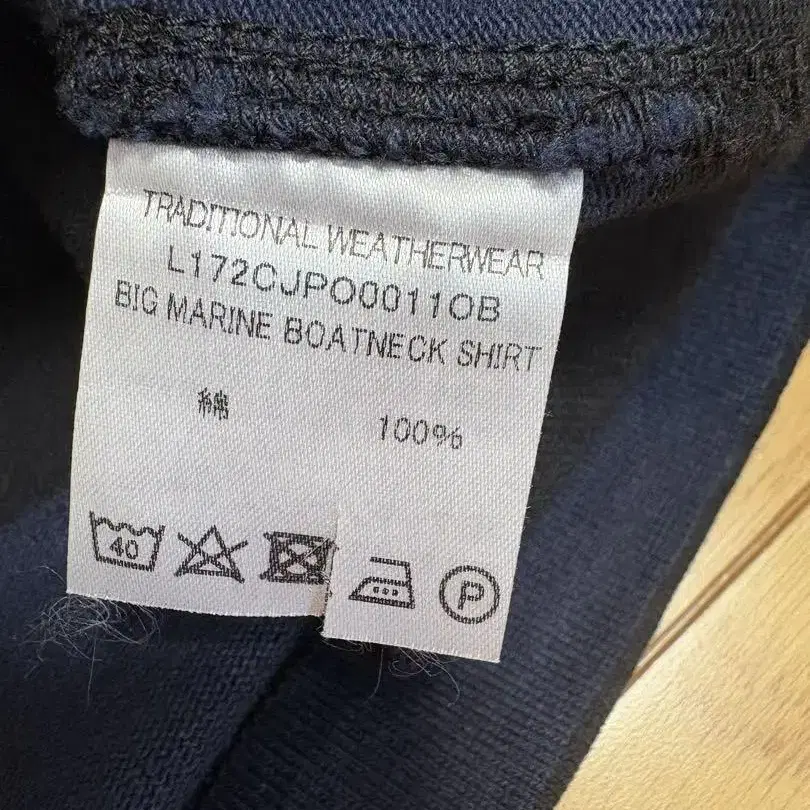 TRADITIONAL WEATHERWEAR
L172CJPO0011OB
BIG MARINE BOATNECK SHIRT
綿 100%
40
P